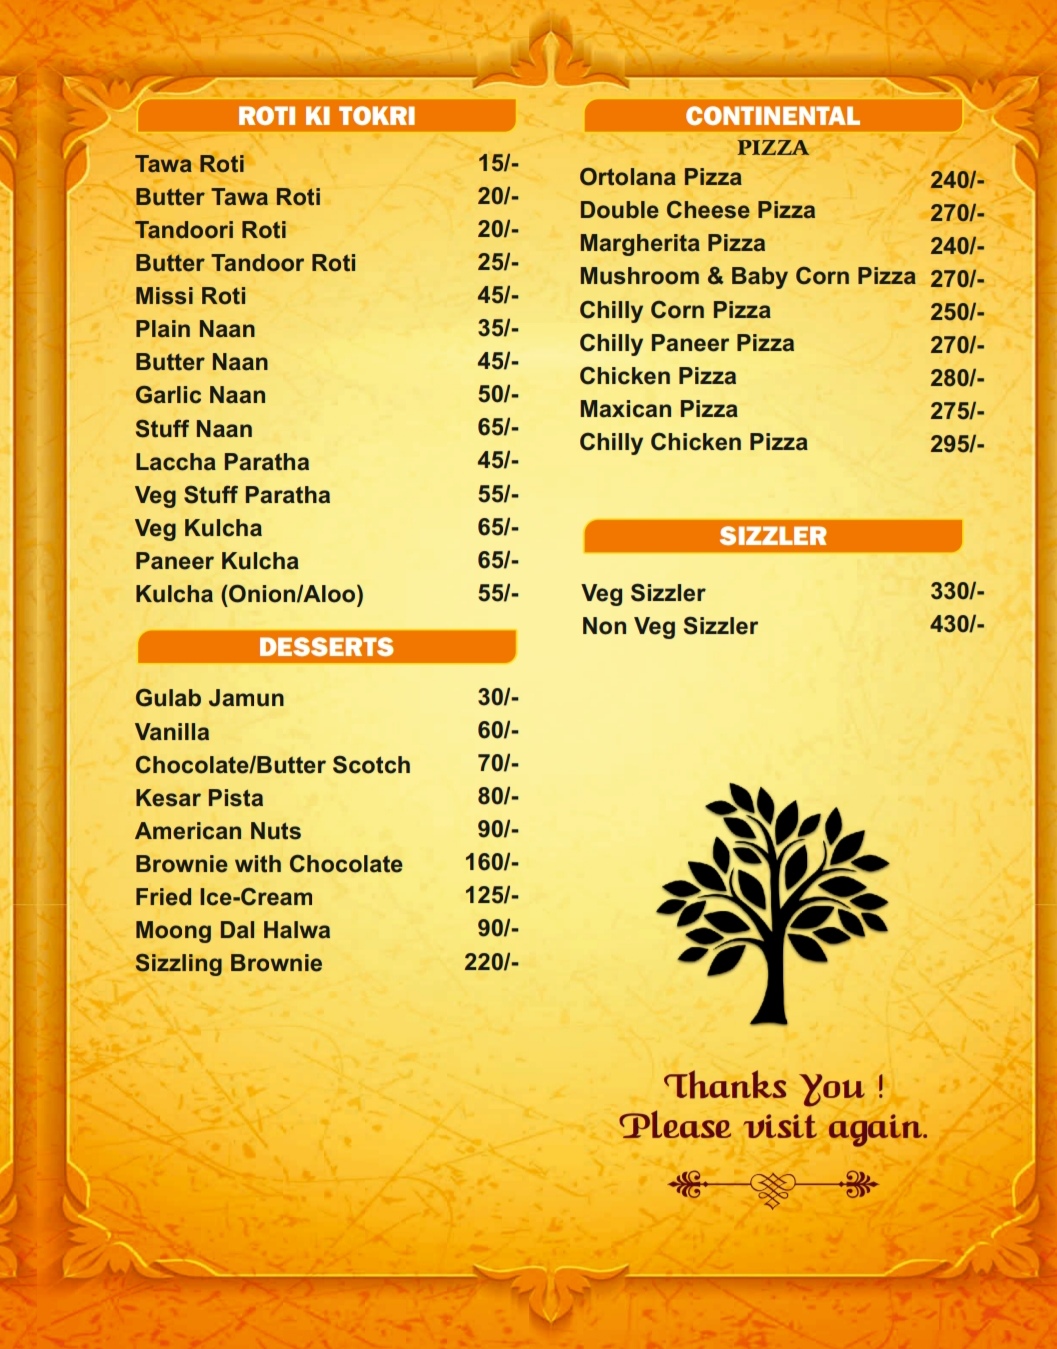 ROTI KI TOKRI
Tawa Roti 15/-
Butter Tawa Roti 20/-
Tandoori Roti 20/-
Butter Tandoor Roti 25/-
Missi Roti 45/-
Plain Naan 35/-
Butter Naan 45/-
Garlic Naan 50/-
Stuff Naan 65/-
Laccha Paratha 45/-
Veg Stuff Paratha 55/-
Veg Kulcha 65/-
Paneer Kulcha 65/-
Kulcha (Onion/Aloo) 55/-
DESSERTS
Gulab Jamun 30/-
Vanilla 60/-
Chocolate/Butter Scotch 70/-
Kesar Pista 80/-
American Nuts 90/-
Brownie with Chocolate 160/-
Fried Ice-Cream 125/-
Moong Dal Halwa 90/-
Sizzling Brownie 220/-
CONTINENTAL
PIZZA
Ortolana Pizza 240/-
Double Cheese Pizza 270/-
Margherita Pizza 240/-
Mushroom & Baby Corn Pizza 270/-
Chilly Corn Pizza 250/-
Chilly Paneer Pizza 270/-
Chicken Pizza 280/-
Maxican Pizza 275/-
Chilly Chicken Pizza 295/-
SIZZLER
Veg Sizzler 330/-
Non Veg Sizzler 430/-
Thanks You !
Please visit again.